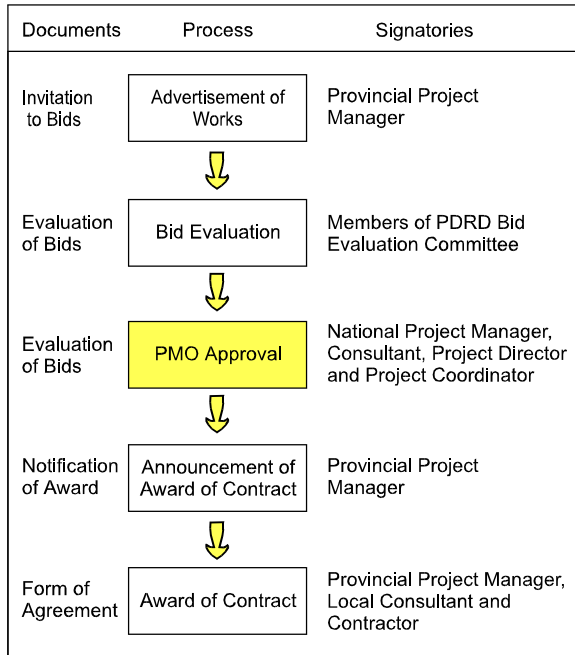 Documents Process Signatories
Invitation
to Bids
Advertisement of
Works
Provincial Project
Manager
Evaluation
of Bids
Bid Evaluation
Members of PDRD Bid
Evaluation Committee
Evaluation
of Bids
PMO Approval
National Project Manager,
Consultant, Project Director
and Project Coordinator
Notification
of Award
Announcement of
Award of Contract
Provincial Project
Manager
Form of
Agreement
Award of Contract
Provincial Project Manager,
Local Consultant and
Contractor